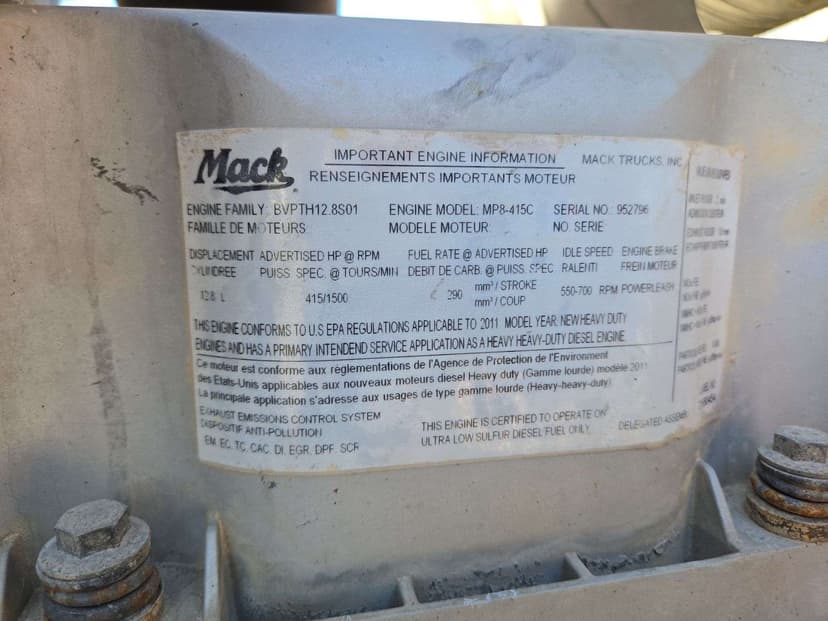 Mack IMPORTANT ENGINE INFORMATION MACK TRUCKS, INC.
RENSEIGNEMENTS IMPORTANTS MOTEUR
ENGINE FAMILY: BVPTH12.8S01 ENGINE MODEL: MP8-415C SERIAL NO.: 952796
FAMILLE DE MOTEURS: MODELE MOTEUR: NO. SERIE:
DISPLACEMENT ADVERTISED HP @ RPM FUEL RATE @ ADVERTISED HP IDLE SPEED ENGINE BRAKE
CYLINDREE PUISS. SPEC. @ TOURS/MIN DEBIT DE CARB. @ PUISS. SPEC. RALENTI FREIN MOTEUR
12.8 L 415/1500 290 mm³ / STROKE 550-700 RPM POWERLEASH
mm³ / COUP
THIS ENGINE CONFORMS TO U.S EPA REGULATIONS APPLICABLE TO 2011 MODEL YEAR NEW HEAVY DUTY
ENGINES AND HAS A PRIMARY INTENDEND SERVICE APPLICATION AS A HEAVY HEAVY-DUTY DIESEL ENGINE.
Ce moteur est conforme aux réglementations de l'Agence de Protection de l'Environment
des Etats-Unis applicables aux nouveaux moteurs diesel Heavy duty (Gamme lourde) modèle 2011
La principale application s'adresse aux usages de type gamme lourde (Heavy-heavy-duty)
EXHAUST EMISSIONS CONTROL SYSTEM
DISPOSITIF ANTI-POLLUTION
EM, EC, TC, CAC, DI, EGR, DPF, SCR
THIS ENGINE IS CERTIFIED TO OPERATE ON
ULTRA LOW SULFUR DIESEL FUEL ONLY.
DELEGATED ASSEMBLY